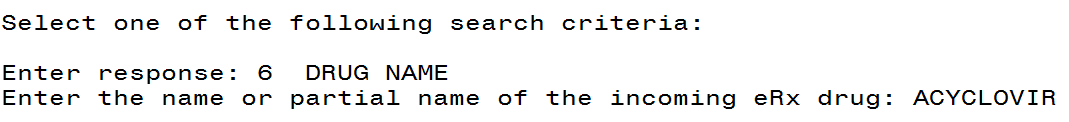 Select one of the following search criteria:
Enter response: 6  DRUG NAME
Enter the name or partial name of the incoming eRx drug: ACYCLOVIR